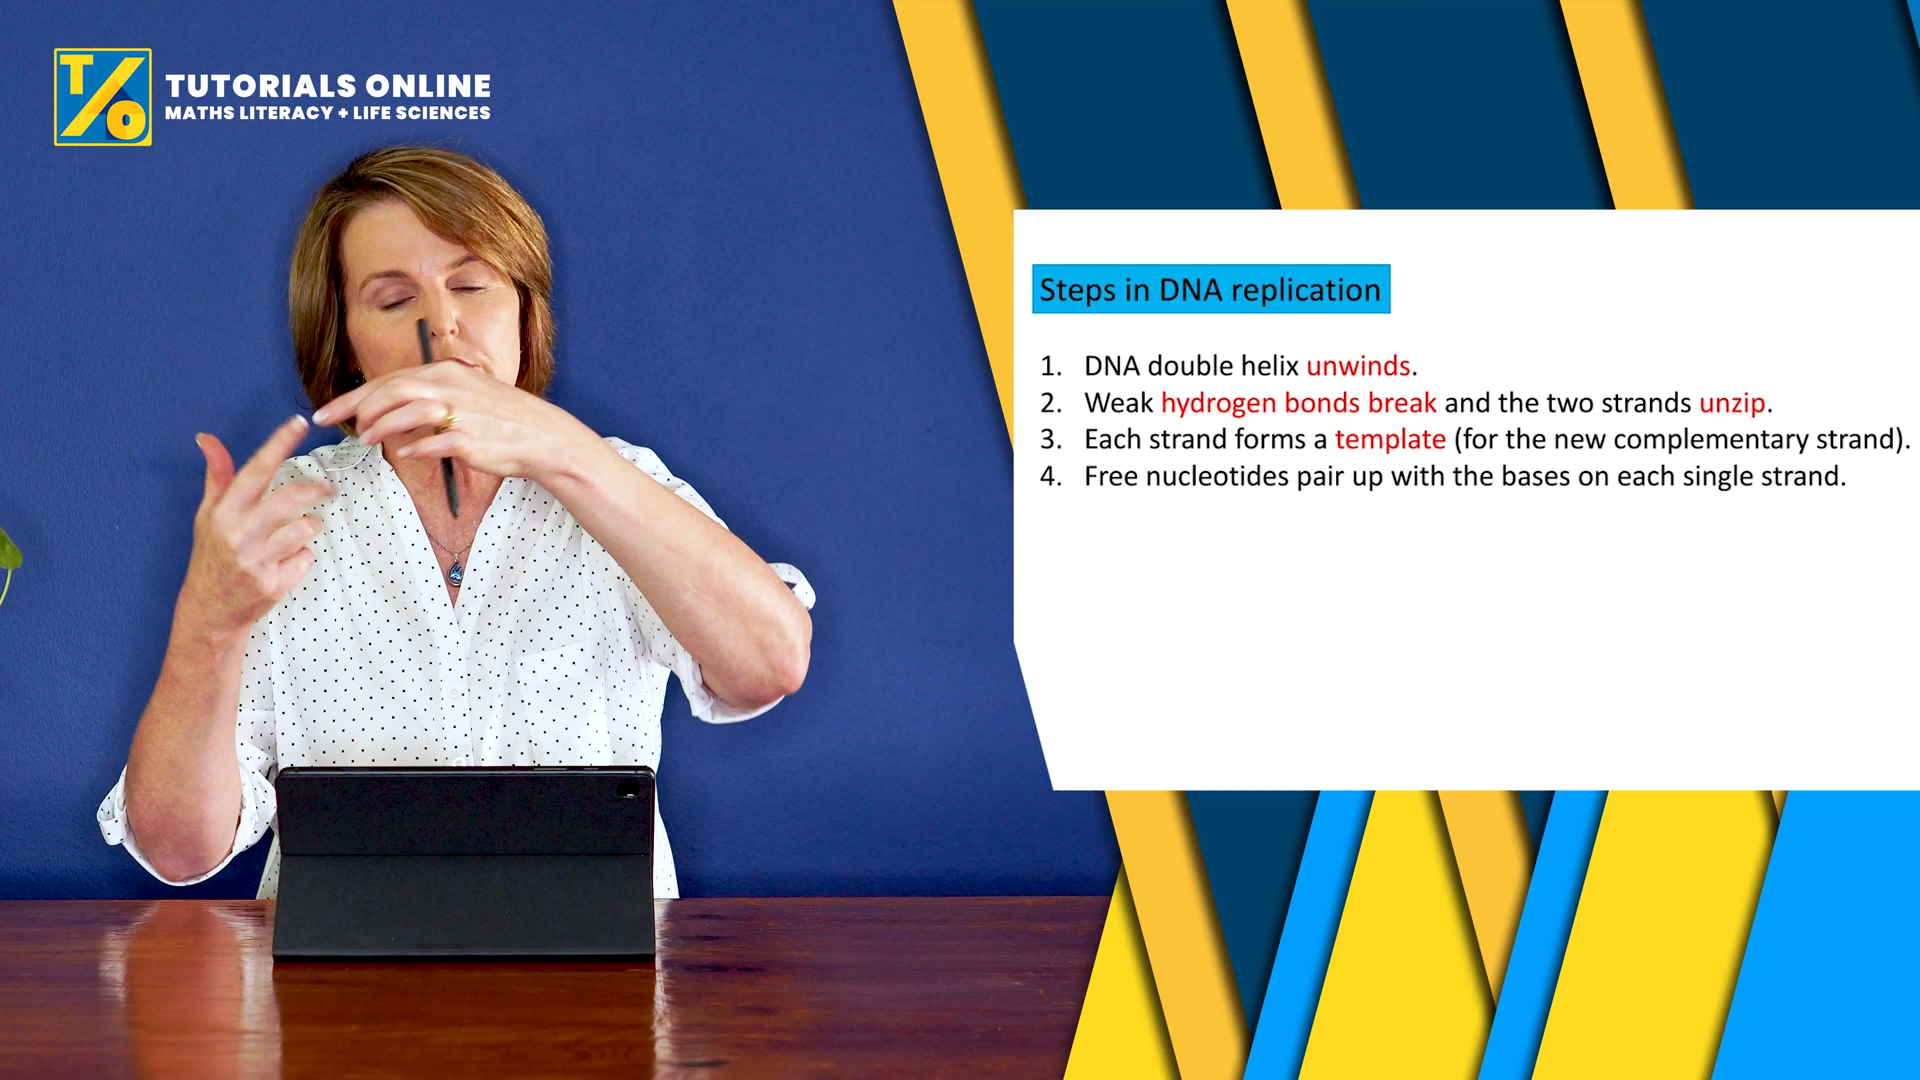 TUTORIALS ONLINE
MATHS LITERACY + LIFE SCIENCES
Steps in DNA replication
1. DNA double helix unwinds.
2. Weak hydrogen bonds break and the two strands unzip.
3. Each strand forms a template (for the new complementary strand).
4. Free nucleotides pair up with the bases on each single strand.